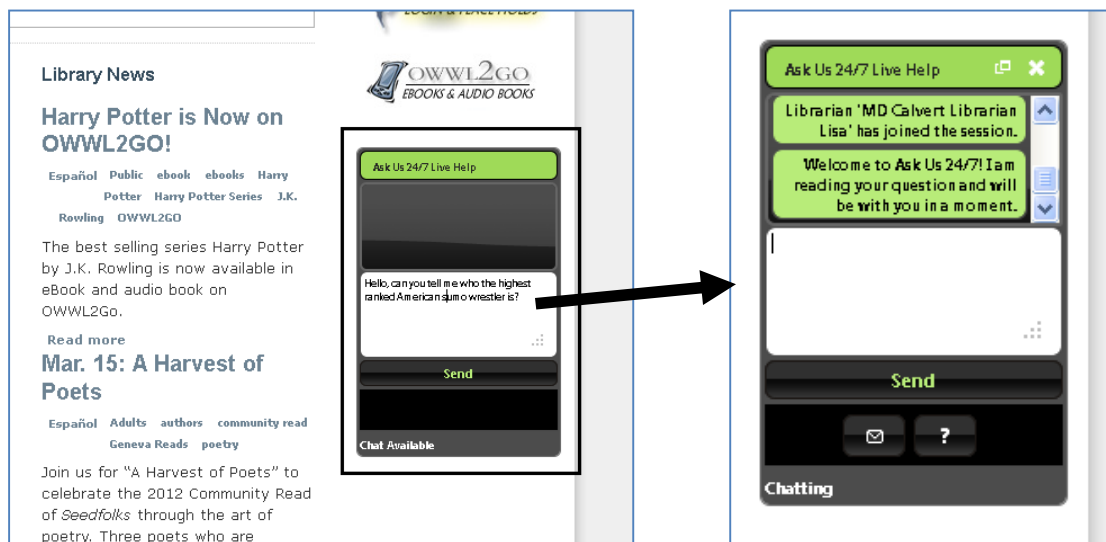 LOGIN & PLACE HOLDS
OWWL2GO
EBOOKS & AUDIO BOOKS
Library News
Harry Potter is Now on
OWWL2GO!
Español Public ebook ebooks Harry
Potter Harry Potter Series J.K.
Rowling OWWL2GO
The best selling series Harry Potter
by J.K. Rowling is now available in
eBook and audio book on
OWWL2Go.
Read more
Mar. 15: A Harvest of
Poets
Español Adults authors community read
Geneva Reads poetry
Join us for “A Harvest of Poets” to
celebrate the 2012 Community Read
of Seedfolks through the art of
poetry. Three poets who are
Ask Us 24/7 Live Help
Hello, can you tell me who the highest
ranked American sumo wrestler is?
Send
Chat Available
Ask Us 24/7 Live Help
Librarian 'MD Calvert Librarian
Lisa' has joined the session.
Welcome to Ask Us 24/7! I am
reading your question and will
be with you in a moment.
Send
?
Chatting